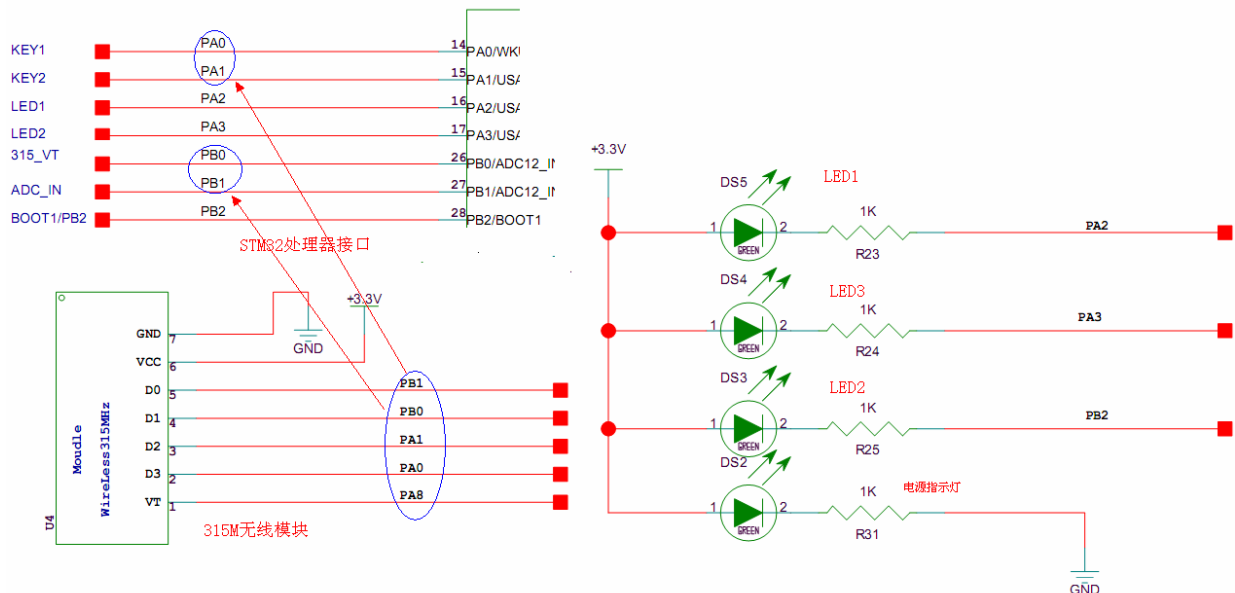 KEY1 PA0 14 PA0/WKU
KEY2 PA1 15 PA1/USA
LED1 PA2 16 PA2/USA
LED2 PA3 17 PA3/USA
315_VT PB0 26 PB0/ADC12_IN
ADC_IN PB1 27 PB1/ADC12_IN
BOOT1/PB2 PB2 28 PB2/BOOT1
STM32处理器接口
U4
Moudle
WireLess315MHz
GND 7 GND
+3.3V
VCC 6
D0 5 PB1
D1 4 PB0
D2 3 PA1
D3 2 PA0
VT 1 PA8
315M无线模块
+3.3V
DS5 LED1
1 GREEN 2 1K R23 PA2
DS4 LED3
1 GREEN 2 1K R24 PA3
DS3 LED2
1 GREEN 2 1K R25 PB2
DS2 电源指示灯
1 GREEN 2 1K R31
GND